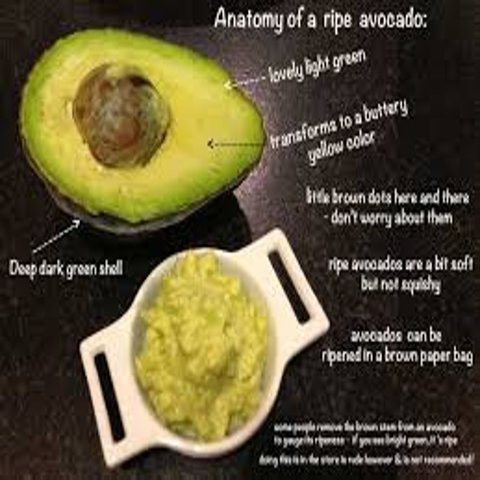 Anatomy of a ripe avocado:
lovely light green
transforms to a buttery
yellow color
little brown dots here and there
- don't worry about them
Deep dark green shell
ripe avocados are a bit soft
but not squishy
avocados can be
ripened in a brown paper bag
some people remove the brown stem from an avocado
to gauge its ripeness - if you see bright green, it's ripe
doing this in the store is rude however & is not recommended!